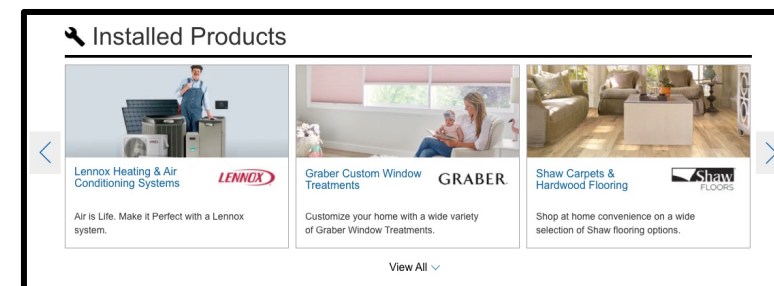 Installed Products
Lennox Heating & Air
Conditioning Systems
LENNOX
Air is Life. Make it Perfect with a Lennox
system.
Graber Custom Window
Treatments
GRABER
Customize your home with a wide variety
of Graber Window Treatments.
Shaw Carpets &
Hardwood Flooring
Shaw
FLOORS
Shop at home convenience on a wide
selection of Shaw flooring options.
View All